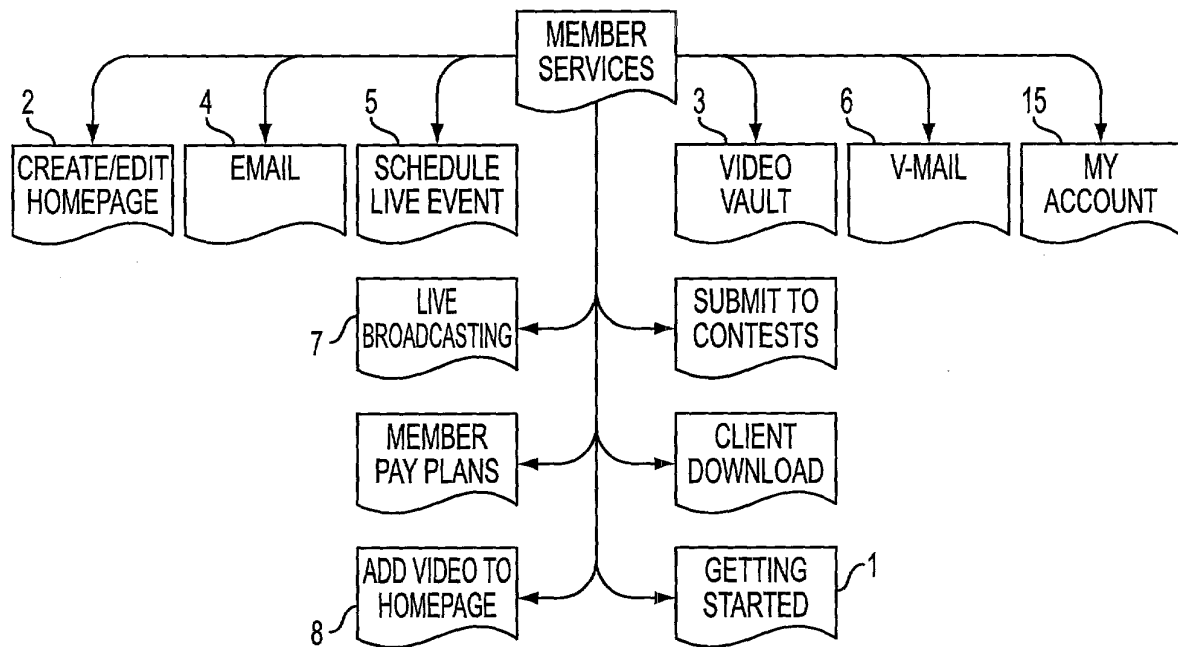 MEMBER
SERVICES
2
4
5
3
6
15
CREATE/EDIT
HOMEPAGE
EMAIL
SCHEDULE
LIVE EVENT
VIDEO
VAULT
V-MAIL
MY
ACCOUNT
LIVE
BROADCASTING
7
SUBMIT TO
CONTESTS
MEMBER
PAY PLANS
CLIENT
DOWNLOAD
ADD VIDEO TO
HOMEPAGE
8
GETTING
STARTED
1